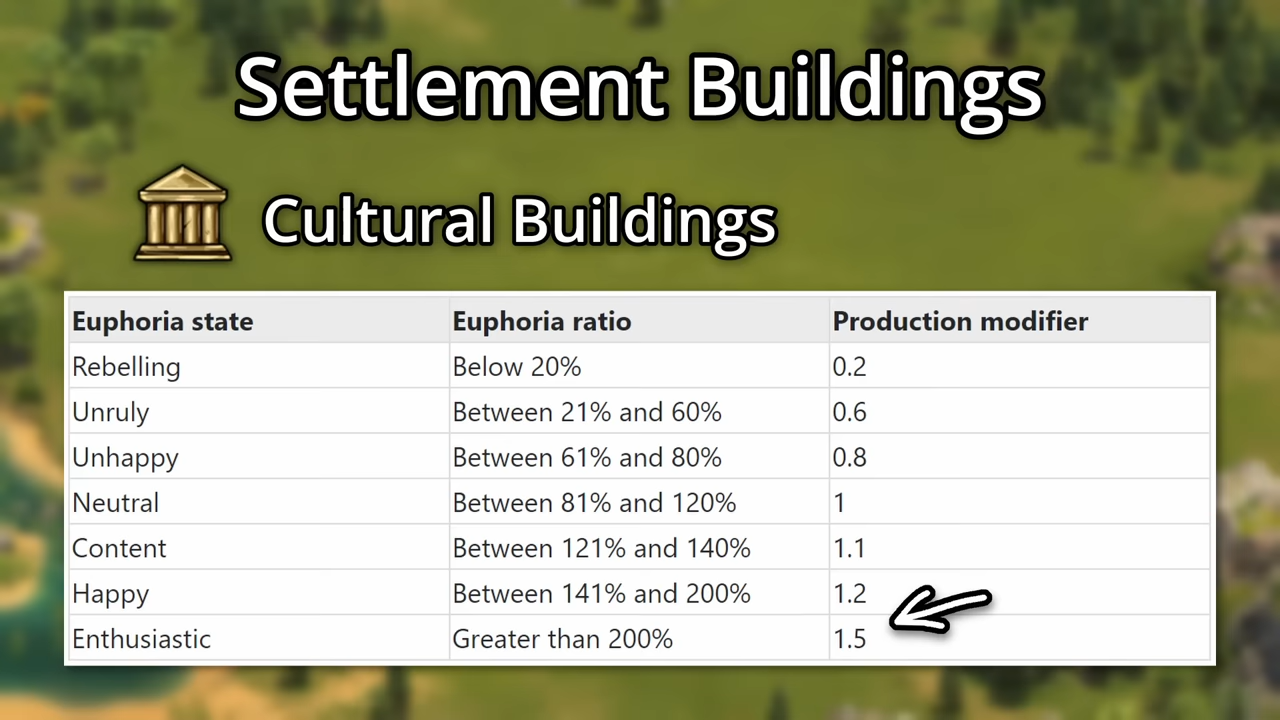 Settlement Buildings
Cultural Buildings
Euphoria state Euphoria ratio Production modifier
Rebelling Below 20% 0.2
Unruly Between 21% and 60% 0.6
Unhappy Between 61% and 80% 0.8
Neutral Between 81% and 120% 1
Content Between 121% and 140% 1.1
Happy Between 141% and 200% 1.2
Enthusiastic Greater than 200% 1.5